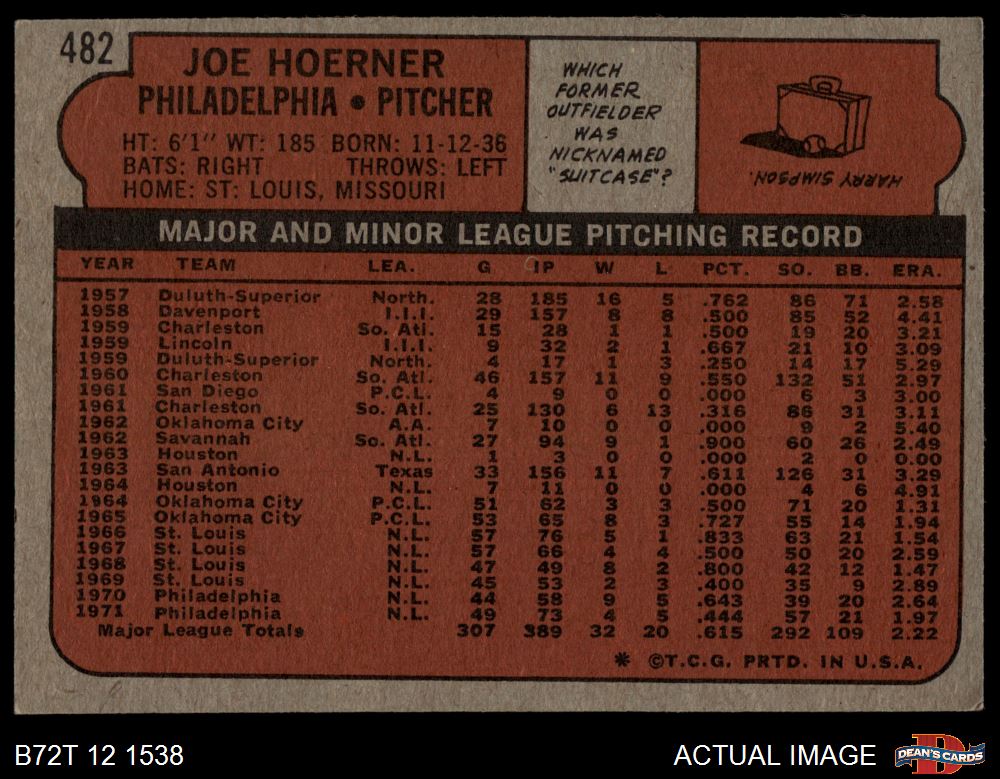 482
JOE HOERNER
PHILADELPHIA • PITCHER
HT: 6'1" WT: 185 BORN: 11-12-36
BATS: RIGHT THROWS: LEFT
HOME: ST. LOUIS, MISSOURI
WHICH
FORMER
OUTFIELDER
WAS
NICKNAMED
"SUITCASE"?
HARRY SIMPSON.
MAJOR AND MINOR LEAGUE PITCHING RECORD
YEAR TEAM LEA. G IP W L PCT. SO. BB. ERA.
1957 Duluth-Superior North. 28 185 16 5 .762 86 71 2.58
1958 Davenport I.I.I. 29 157 8 8 .500 85 52 4.41
1959 Charleston So. Atl. 15 28 1 1 .500 19 20 3.21
1959 Lincoln I.I.I. 9 32 2 1 .667 21 10 3.09
1959 Duluth-Superior North. 4 17 1 3 .250 14 17 5.29
1960 Charleston So. Atl. 46 157 11 9 .550 132 51 2.97
1961 San Diego P.C.L. 4 9 0 0 .000 6 3 3.00
1961 Charleston So. Atl. 25 130 6 13 .316 86 31 3.11
1962 Oklahoma City A.A. 7 10 0 0 .000 9 2 5.40
1962 Savannah So. Atl. 27 94 9 1 .900 60 26 2.49
1963 Houston N.L. 1 3 0 0 .000 2 0 0.00
1963 San Antonio Texas 33 156 11 7 .611 126 31 3.29
1964 Houston N.L. 7 11 0 0 .000 4 6 4.91
1964 Oklahoma City P.C.L. 51 62 3 3 .500 71 20 1.31
1965 Oklahoma City P.C.L. 53 65 8 3 .727 55 14 1.94
1966 St. Louis N.L. 57 76 5 1 .833 63 21 1.54
1967 St. Louis N.L. 57 66 4 4 .500 50 20 2.59
1968 St. Louis N.L. 47 49 8 2 .800 42 12 1.47
1969 St. Louis N.L. 45 53 2 3 .400 35 9 2.89
1970 Philadelphia N.L. 44 58 9 5 .643 39 20 2.64
1971 Philadelphia N.L. 49 73 4 5 .444 57 21 1.97
Major League Totals 307 389 32 20 .615 292 109 2.22
* ©T.C.G. PRTD. IN U.S.A.
B72T 12 1538
ACTUAL IMAGE
DEAN'S CARDS